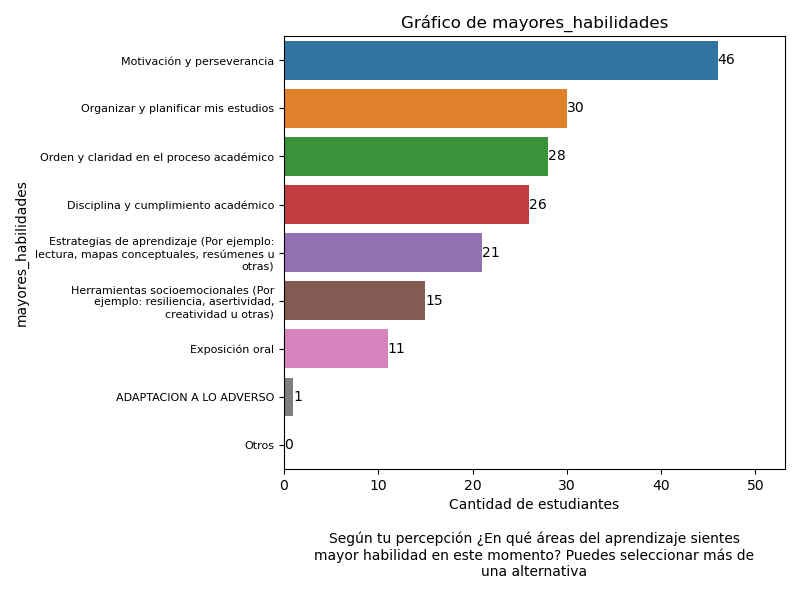 Gráfico de mayores_habilidades
mayores_habilidades
Motivación y perseverancia
46
Organizar y planificar mis estudios
30
Orden y claridad en el proceso académico
28
Disciplina y cumplimiento académico
26
Estrategias de aprendizaje (Por ejemplo:
lectura, mapas conceptuales, resúmenes u
otras)
21
Herramientas socioemocionales (Por
ejemplo: resiliencia, asertividad,
creatividad u otras)
15
Exposición oral
11
ADAPTACION A LO ADVERSO
1
Otros
0
0 10 20 30 40 50
Cantidad de estudiantes
Según tu percepción ¿En qué áreas del aprendizaje sientes
mayor habilidad en este momento? Puedes seleccionar más de
una alternativa